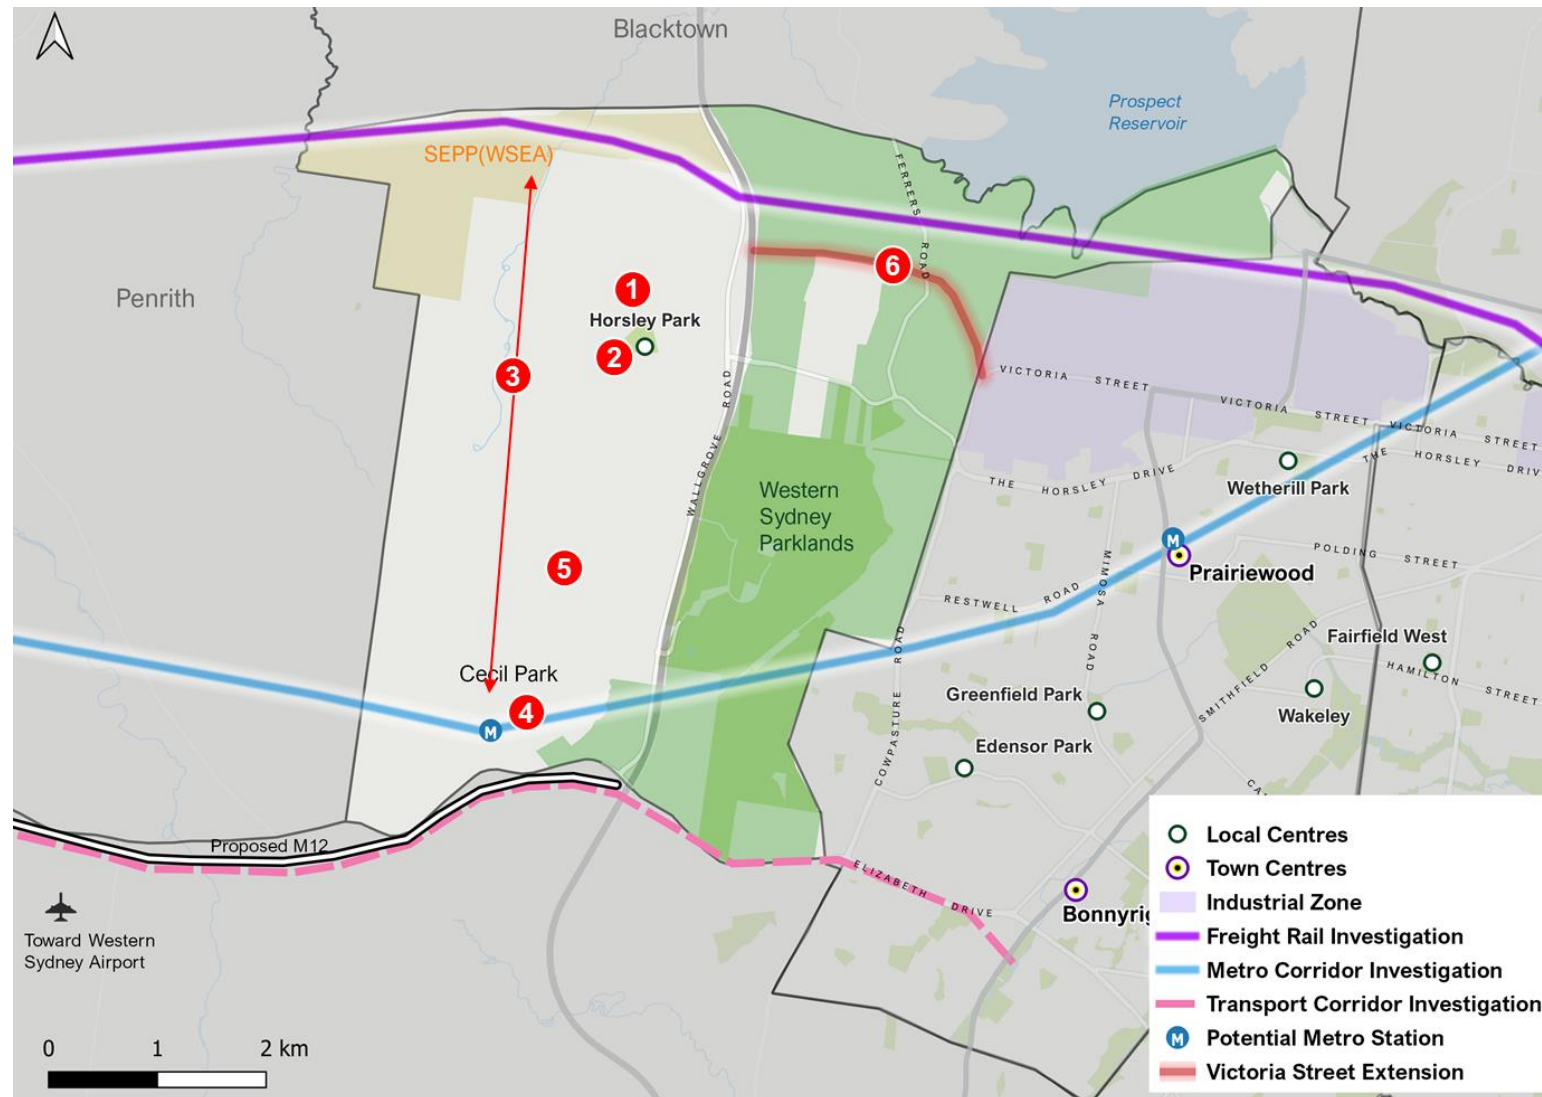 Blacktown
Prospect
Reservoir
SEPP(WSEA)
FERRERS ROAD
Penrith
6
1
Horsley Park
2
3
VICTORIA STREET
WALLGROVE ROAD
VICTORIA STREET
VICTORIA STREET
THE HORSLEY DRIV
THE HORSLEY DRIVE
Wetherill Park
Western
Sydney
Parklands
M
POLDING STREET
Prairiewood
5
MIMOSA ROAD
RESTWELL ROAD
SMITHFIELD ROAD
Fairfield West
HAMILTON STREET
Cecil Park
COWPASTURE ROAD
Greenfield Park
4
M
Wakeley
Edensor Park
CA
Proposed M12
ELIZABETH DRIVE
Bonnyrig
Toward Western
Sydney Airport
0 1 2 km
Local Centres
Town Centres
Industrial Zone
Freight Rail Investigation
Metro Corridor Investigation
Transport Corridor Investigation
M Potential Metro Station
Victoria Street Extension